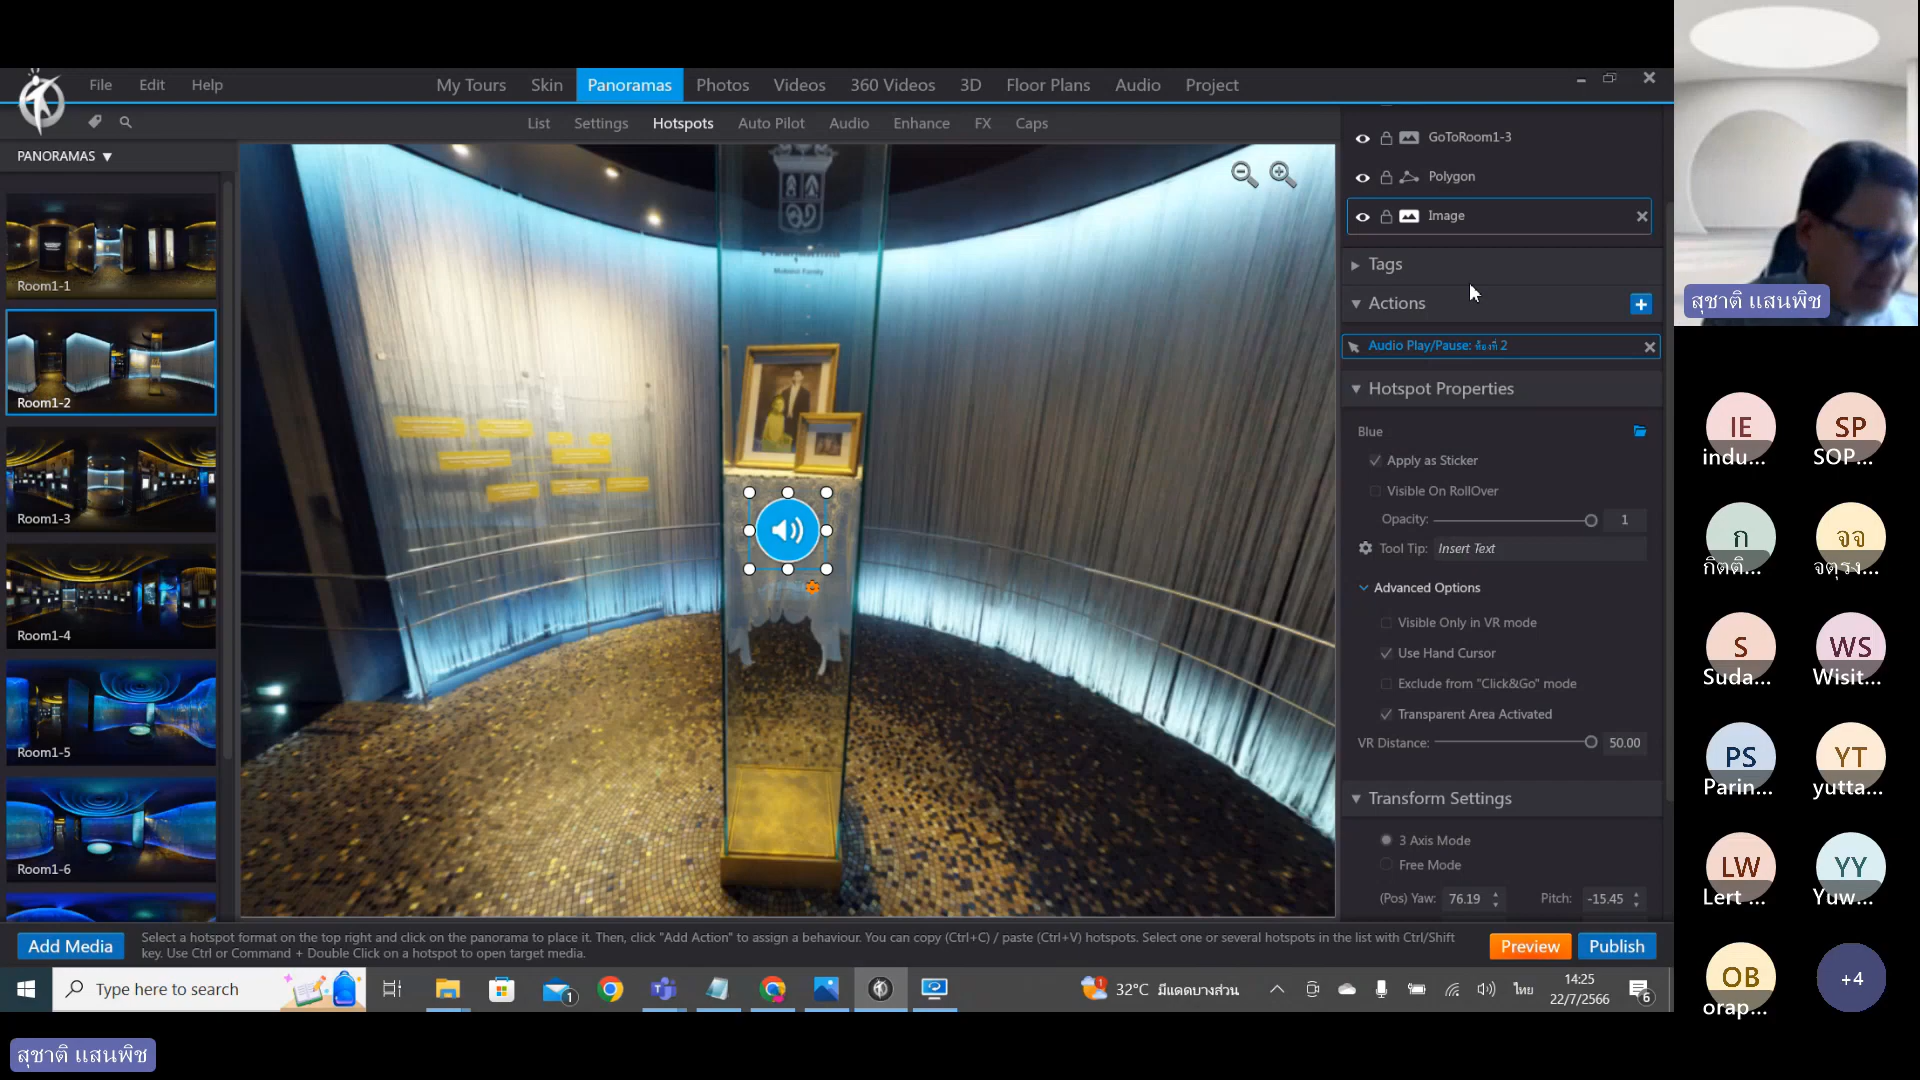 File Edit Help
My Tours Skin Panoramas Photos Videos 360 Videos 3D Floor Plans Audio Project
List Settings Hotspots Auto Pilot Audio Enhance FX Caps
PANORAMAS
Room1-1
Room1-2
Room1-3
Room1-4
Room1-5
Room1-6
GoToRoom1-3
Polygon
Image
Tags
Actions
Audio Play/Pause: ห้องที่ 2
Hotspot Properties
Blue
Apply as Sticker
Visible On RollOver
Opacity: 1
Tool Tip: Insert Text
Advanced Options
Visible Only in VR mode
Use Hand Cursor
Exclude from "Click&Go" mode
Transparent Area Activated
VR Distance: 50.00
Transform Settings
3 Axis Mode
Free Mode
(Pos) Yaw: 76.19 Pitch: -15.45
Add Media
Select a hotspot format on the top right and click on the panorama to place it. Then, click "Add Action" to assign a behaviour. You can copy (Ctrl+C) / paste (Ctrl+V) hotspots. Select one or several hotspots in the list with Ctrl/Shift
key. Use Ctrl or Command + Double Click on a hotspot to open target media.
Preview Publish
Type here to search
1
1
32°C มีแดดบางส่วน
ไทย
14:25
22/7/2566
6
สุชาติ แสนพิช
สุชาติ แสนพิช
IE SP
indu... SOP...
ก จจ
กิตติ... จตุรง...
S WS
Suda... Wisit...
PS YT
Parin... yutta...
LW YY
Lert ... Yuw...
OB +4
orap...